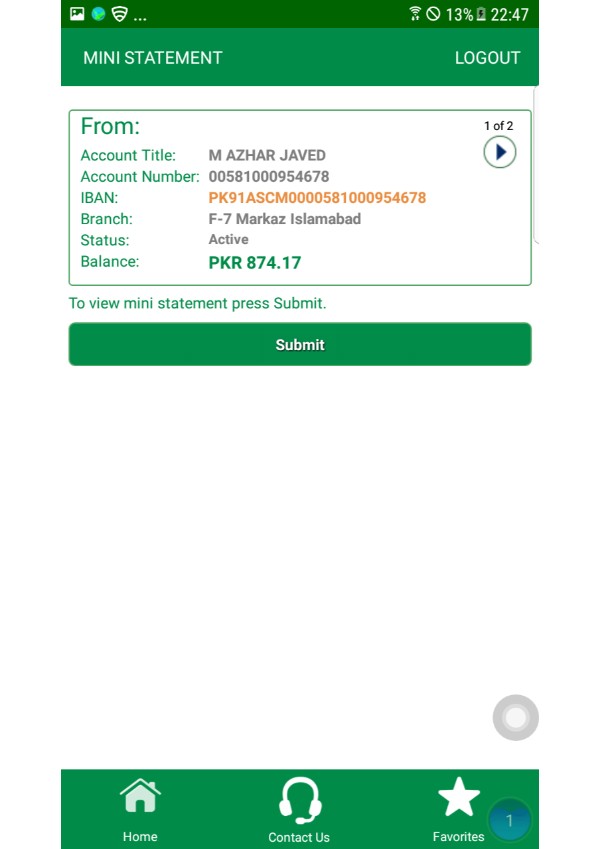 ... 13% 22:47
MINI STATEMENT LOGOUT
From: 1 of 2
Account Title: M AZHAR JAVED
Account Number: 00581000954678
IBAN: PK91ASCM0000581000954678
Branch: F-7 Markaz Islamabad
Status: Active
Balance: PKR 874.17
To view mini statement press Submit.
Submit
1
Home Contact Us Favorites